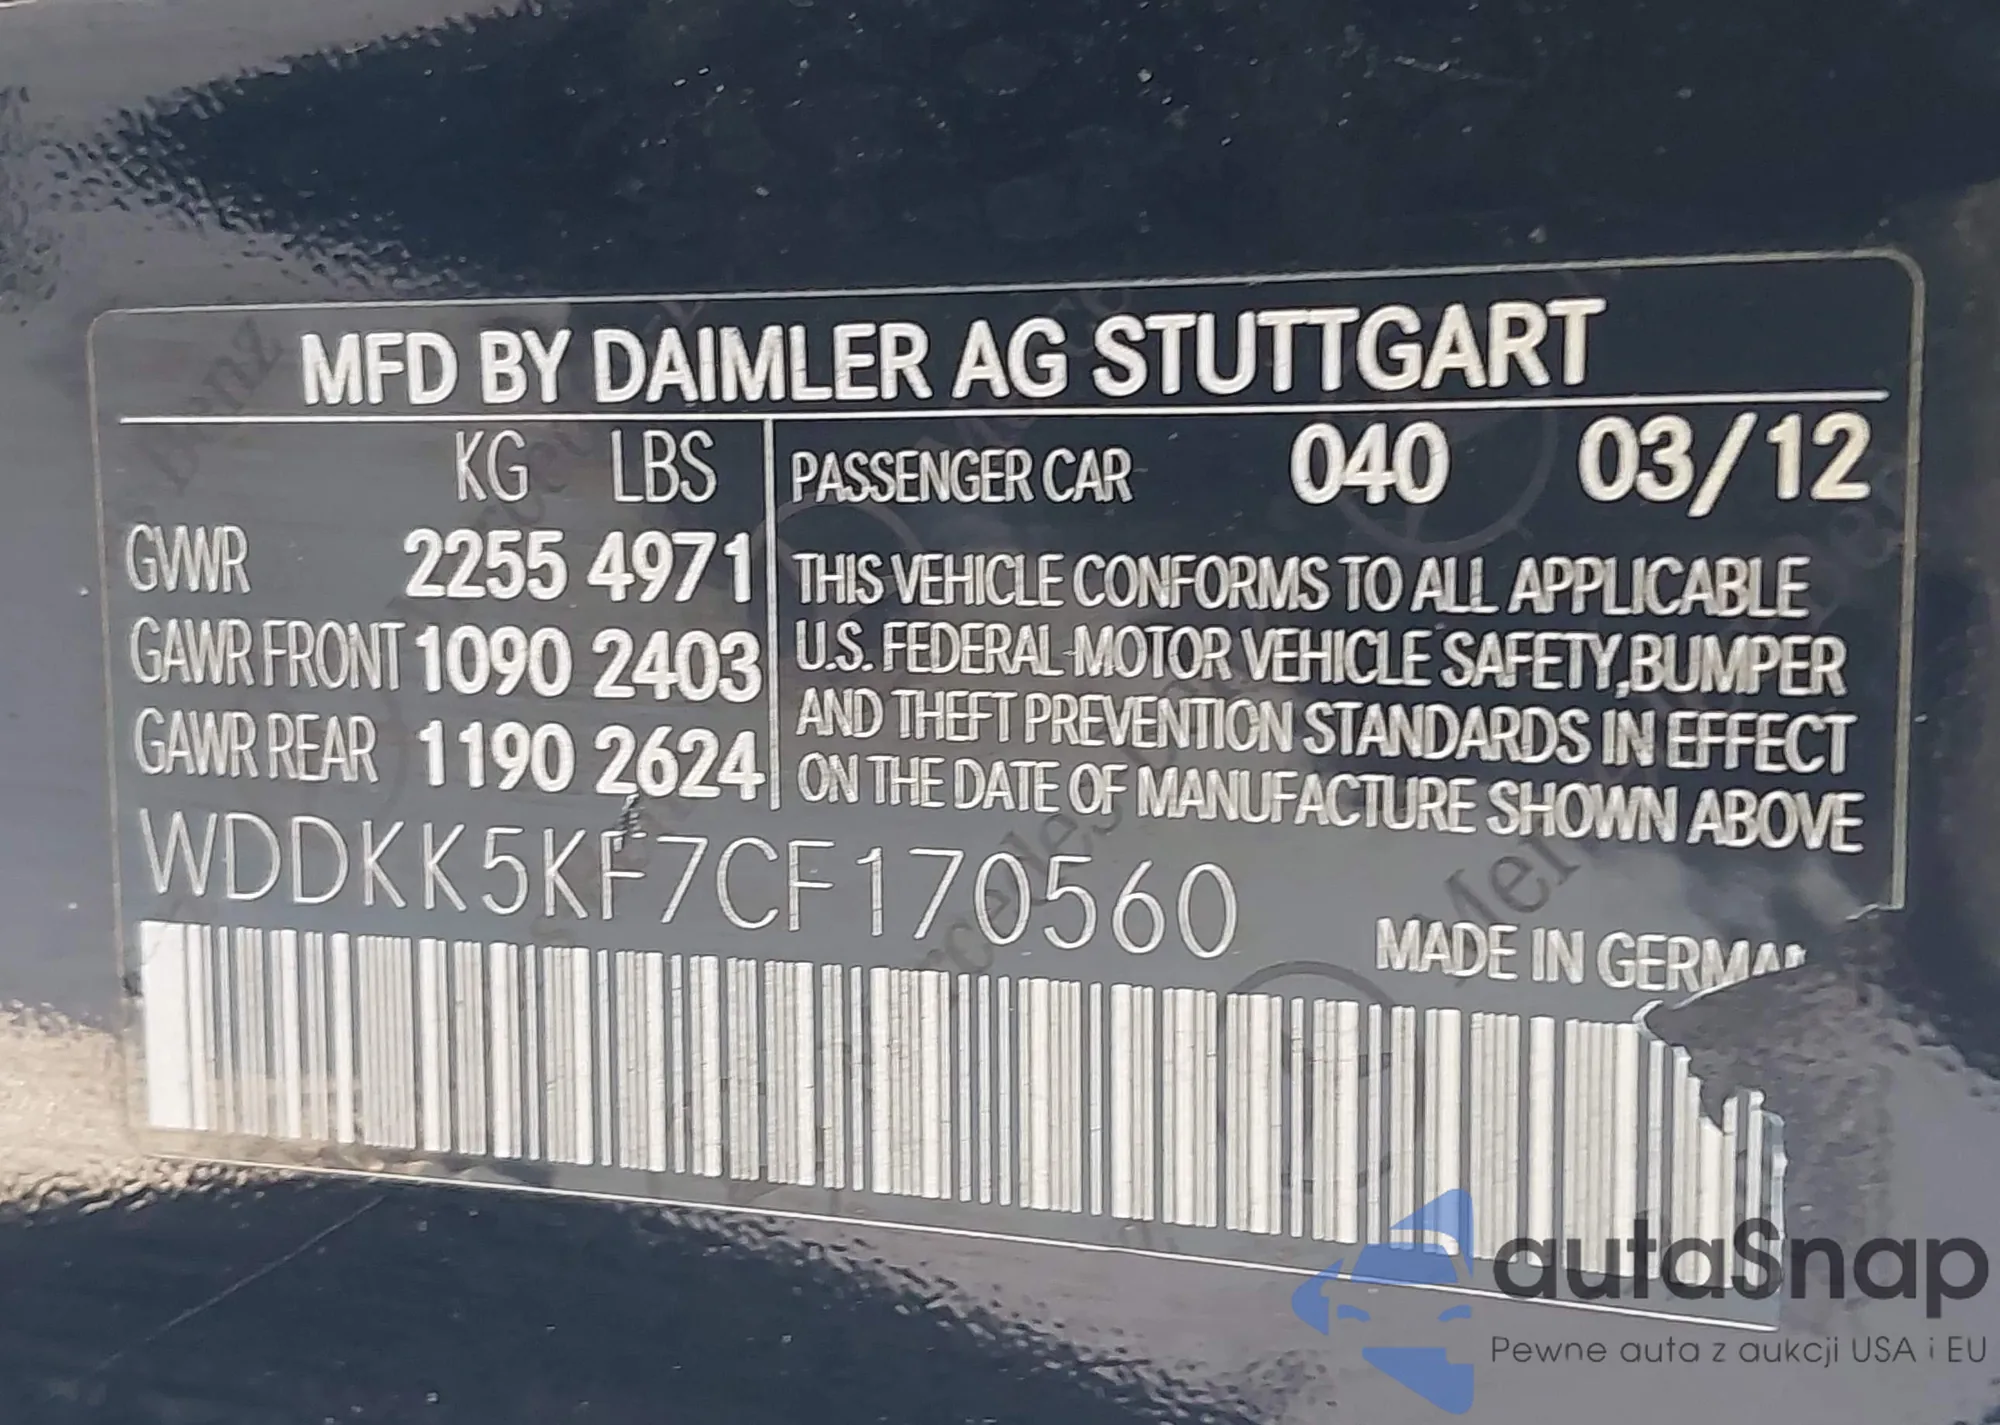 MFD BY DAIMLER AG STUTTGART
KG LBS
GVWR 2255 4971
GAWR FRONT 1090 2403
GAWR REAR 1190 2624
PASSENGER CAR 040 03/12
THIS VEHICLE CONFORMS TO ALL APPLICABLE
U.S. FEDERAL MOTOR VEHICLE SAFETY,BUMPER
AND THEFT PREVENTION STANDARDS IN EFFECT
ON THE DATE OF MANUFACTURE SHOWN ABOVE
WDDKK5KF7CF170560
MADE IN
autaSnap
Pewne auta z aukcji USA i EU